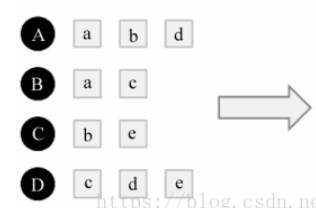 A a b d
B a c
C b e
D c d e
https://blog.csdn.ne